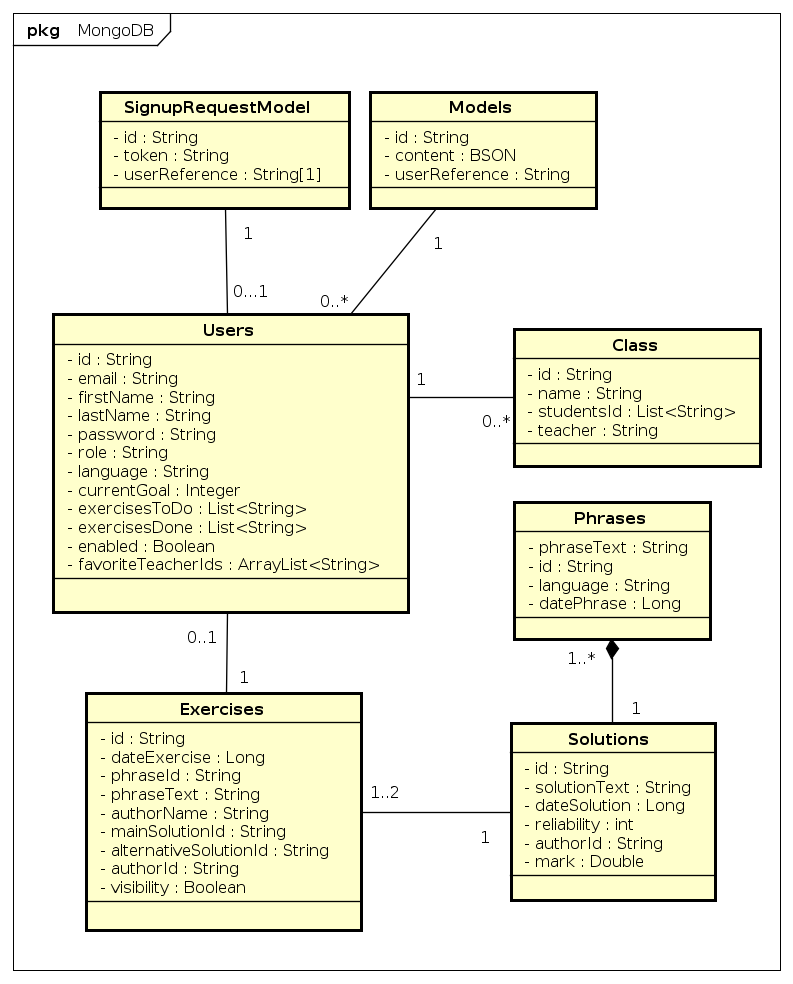 pkg MongoDB
SignupRequestModel
- id : String
- token : String
- userReference : String[1]
Models
- id : String
- content : BSON
- userReference : String
1
1
0...1
0..*
Users
- id : String
- email : String
- firstName : String
- lastName : String
- password : String
- role : String
- language : String
- currentGoal : Integer
- exercisesToDo : List<String>
- exercisesDone : List<String>
- enabled : Boolean
- favoriteTeacherIds : ArrayList<String>
1
0..*
Class
- id : String
- name : String
- studentsId : List<String>
- teacher : String
Phrases
- phraseText : String
- id : String
- language : String
- datePhrase : Long
0..1
1
1..*
1
Exercises
- id : String
- dateExercise : Long
- phraseId : String
- phraseText : String
- authorName : String
- mainSolutionId : String
- alternativeSolutionId : String
- authorId : String
- visibility : Boolean
1..2
1
Solutions
- id : String
- solutionText : String
- dateSolution : Long
- reliability : int
- authorId : String
- mark : Double